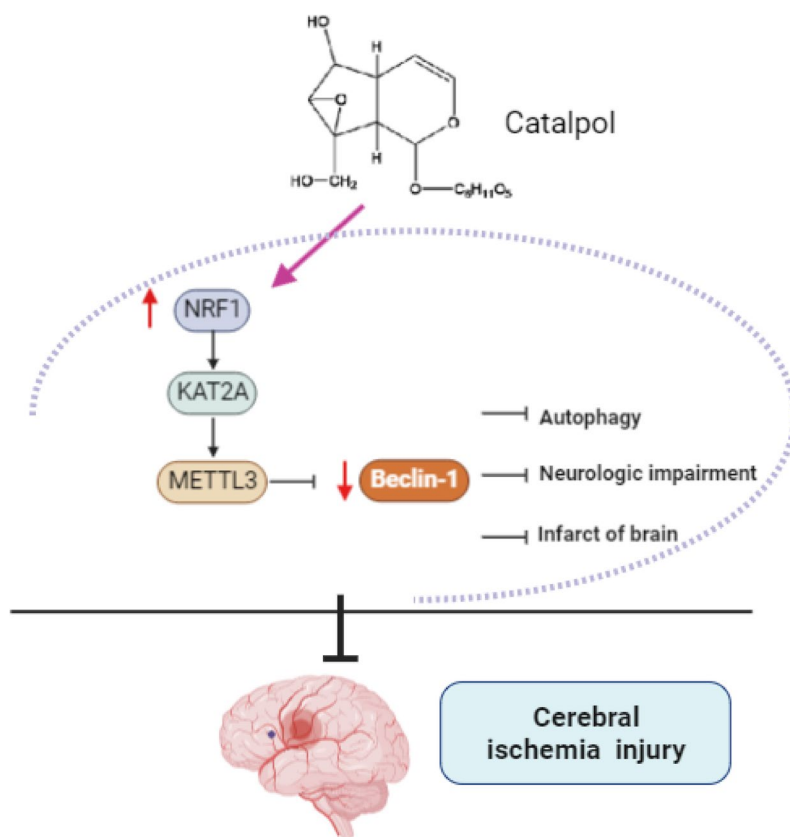 HO
H
O
O
Catalpol
H
HO—CH₂
O—C₆H₁₁O₅
NRF1
KAT2A
Autophagy
METTL3
Beclin-1
Neurologic impairment
Infarct of brain
Cerebral
ischemia injury